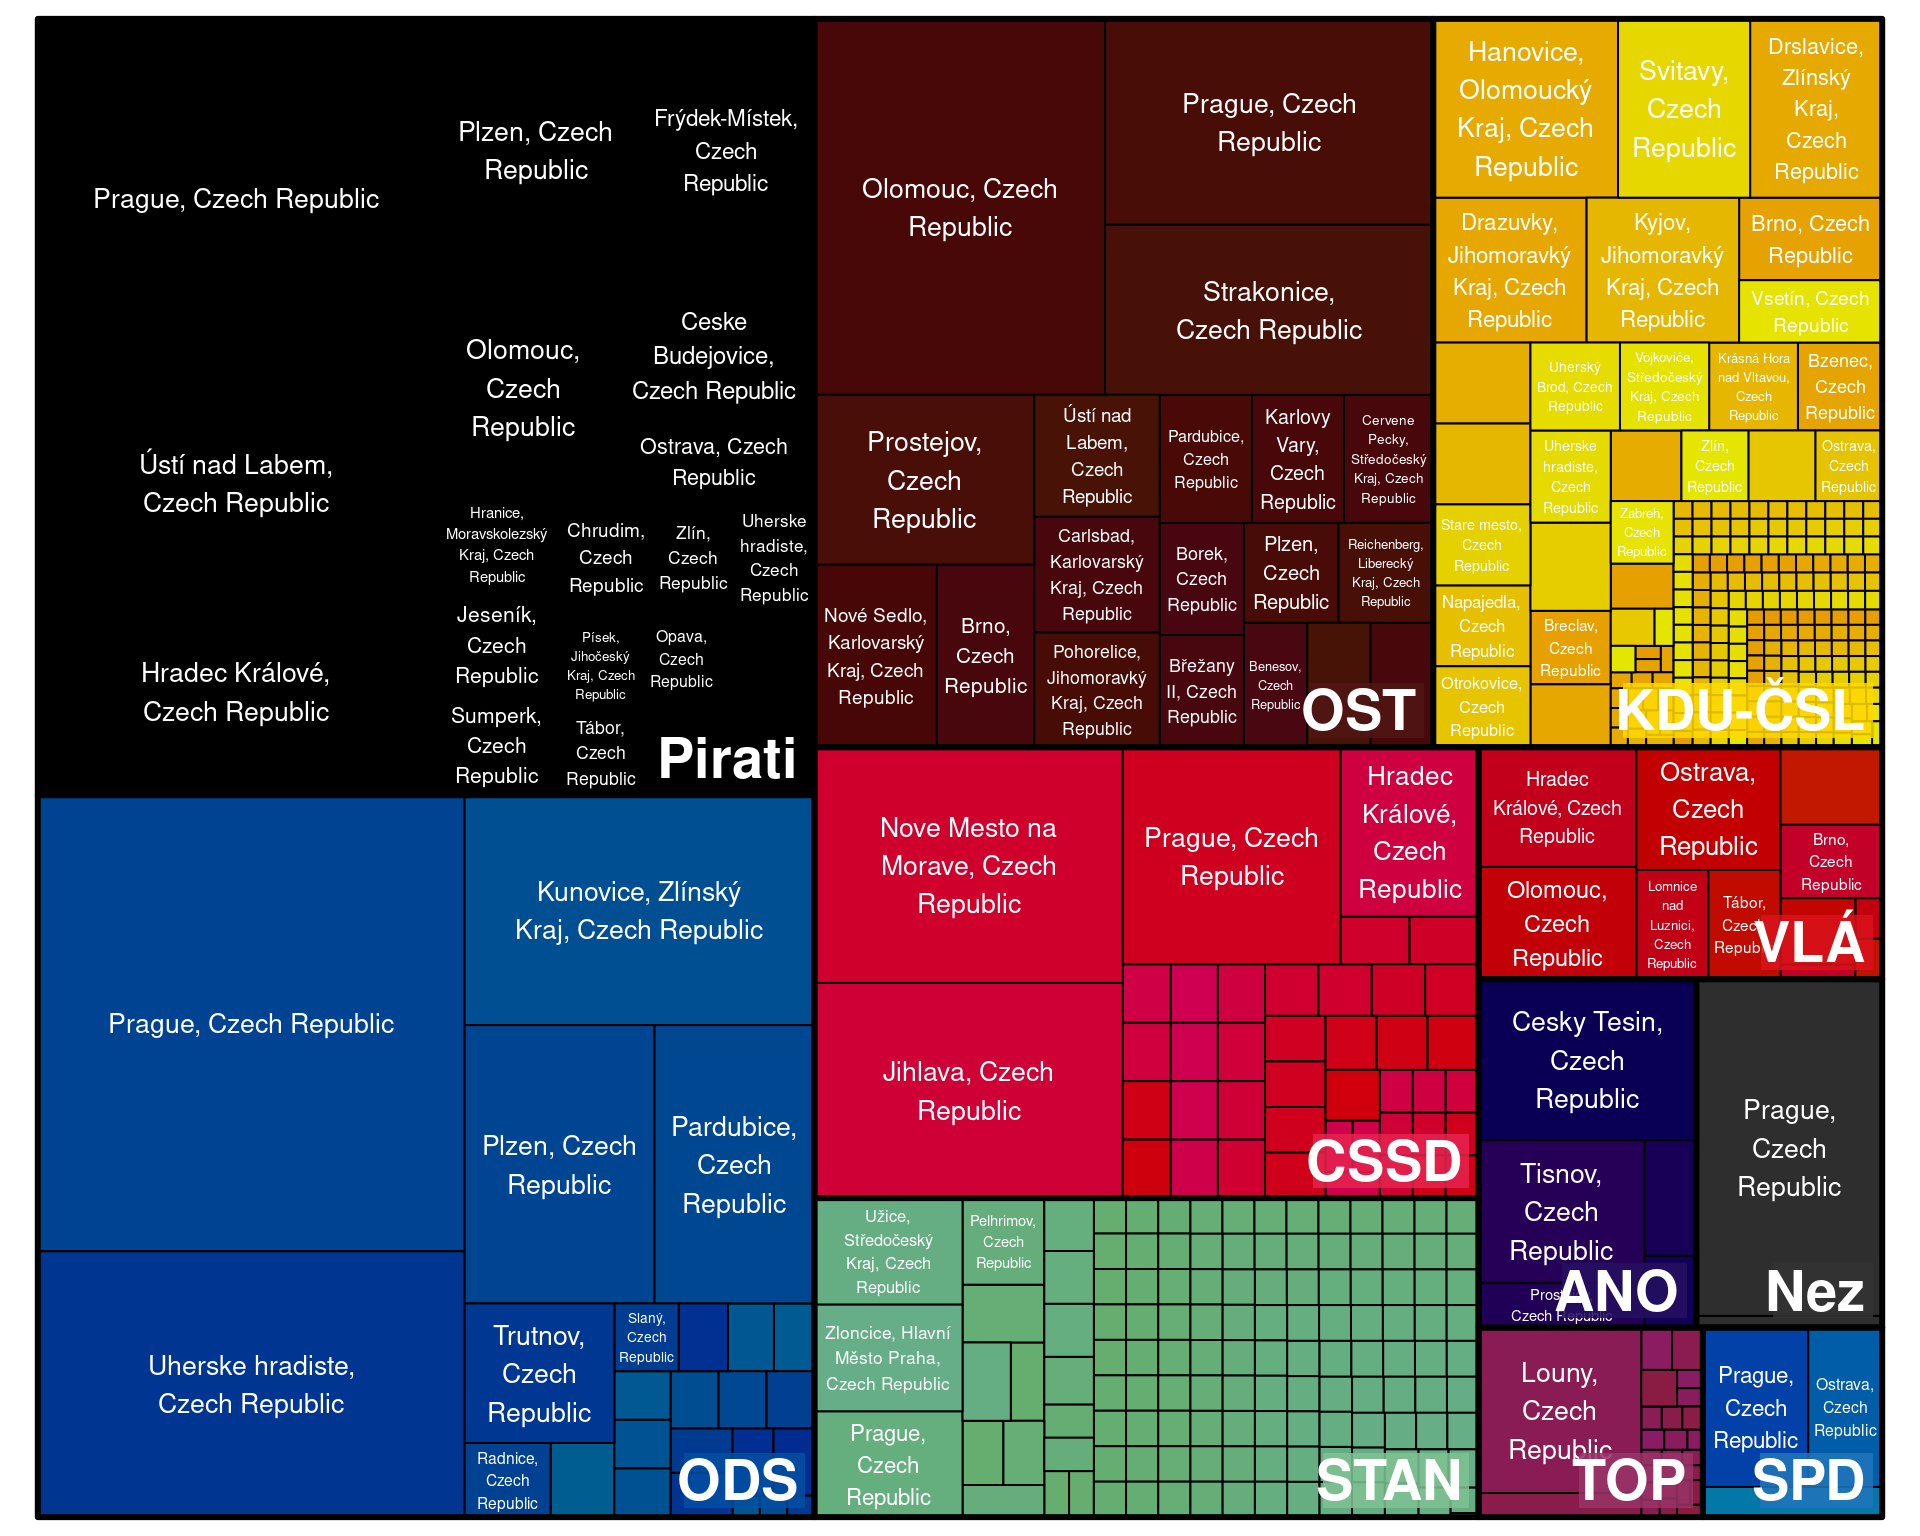 Prague, Czech Republic
Plzen, Czech
Republic
Frýdek-Místek,
Czech
Republic
Ústí nad Labem,
Czech Republic
Olomouc,
Czech
Republic
Ceske
Budejovice,
Czech Republic
Ostrava, Czech
Republic
Hradec Králové,
Czech Republic
Hranice,
Moravskolezský
Kraj, Czech
Republic
Chrudim,
Czech
Republic
Zlín,
Czech
Republic
Uherske
hradiste,
Czech
Republic
Jeseník,
Czech
Republic
Písek,
Jihočeský
Kraj, Czech
Republic
Opava,
Czech
Republic
Sumperk,
Czech
Republic
Tábor,
Czech
Republic
Pirati
Olomouc, Czech
Republic
Prague, Czech
Republic
Strakonice,
Czech Republic
Prostejov,
Czech
Republic
Ústí nad
Labem,
Czech
Republic
Pardubice,
Czech
Republic
Karlovy
Vary,
Czech
Republic
Cervene
Pecky,
Středočeský
Kraj, Czech
Republic
Carlsbad,
Karlovarský
Kraj, Czech
Republic
Borek,
Czech
Republic
Plzen,
Czech
Republic
Reichenberg,
Liberecký
Kraj, Czech
Republic
Nové Sedlo,
Karlovarský
Kraj, Czech
Republic
Brno,
Czech
Republic
Pohorelice,
Jihomoravký
Kraj, Czech
Republic
Břežany
II, Czech
Republic
Benesov,
Czech
Republic
OST
Hanovice,
Olomoucký
Kraj, Czech
Republic
Svitavy,
Czech
Republic
Drslavice,
Zlínský
Kraj,
Czech
Republic
Drazuvky,
Jihomoravký
Kraj, Czech
Republic
Kyjov,
Jihomoravký
Kraj, Czech
Republic
Brno, Czech
Republic
Vsetín, Czech
Republic
Uherský
Brod, Czech
Republic
Vojkovice,
Středočeský
Kraj, Czech
Republic
Krásná Hora
nad Vltavou,
Czech
Republic
Bzenec,
Czech
Republic
Uherske
hradiste,
Czech
Republic
Zlín,
Czech
Republic
Ostrava,
Czech
Republic
Stare mesto,
Czech
Republic
Zabreh,
Czech
Republic
Napajedla,
Czech
Republic
Breclav,
Czech
Republic
Otrokovice,
Czech
Republic
KDU-ČSL
Prague, Czech Republic
Kunovice, Zlínský
Kraj, Czech Republic
Plzen, Czech
Republic
Pardubice,
Czech
Republic
Uherske hradiste,
Czech Republic
Trutnov,
Czech
Republic
Slaný,
Czech
Republic
Radnice,
Czech
Republic
ODS
Nove Mesto na
Morave, Czech
Republic
Prague, Czech
Republic
Hradec
Králové,
Czech
Republic
Jihlava, Czech
Republic
CSSD
Užice,
Středočeský
Kraj, Czech
Republic
Pelhrimov,
Czech
Republic
Zloncice, Hlavní
Město Praha,
Czech Republic
Prague,
Czech
Republic
STAN
Hradec
Králové, Czech
Republic
Ostrava,
Czech
Republic
Brno,
Czech
Republic
Olomouc,
Czech
Republic
Lomnice
nad
Luznici,
Czech
Republic
Tábor,
VLÁ
Cesky Tesin,
Czech
Republic
Tisnov,
Czech
Republic
Czech Republic
ANO
Prague,
Czech
Republic
Nez
Louny,
Czech
Republic
TOP
Prague,
Czech
Republic
Ostrava,
Czech
Republic
SPD